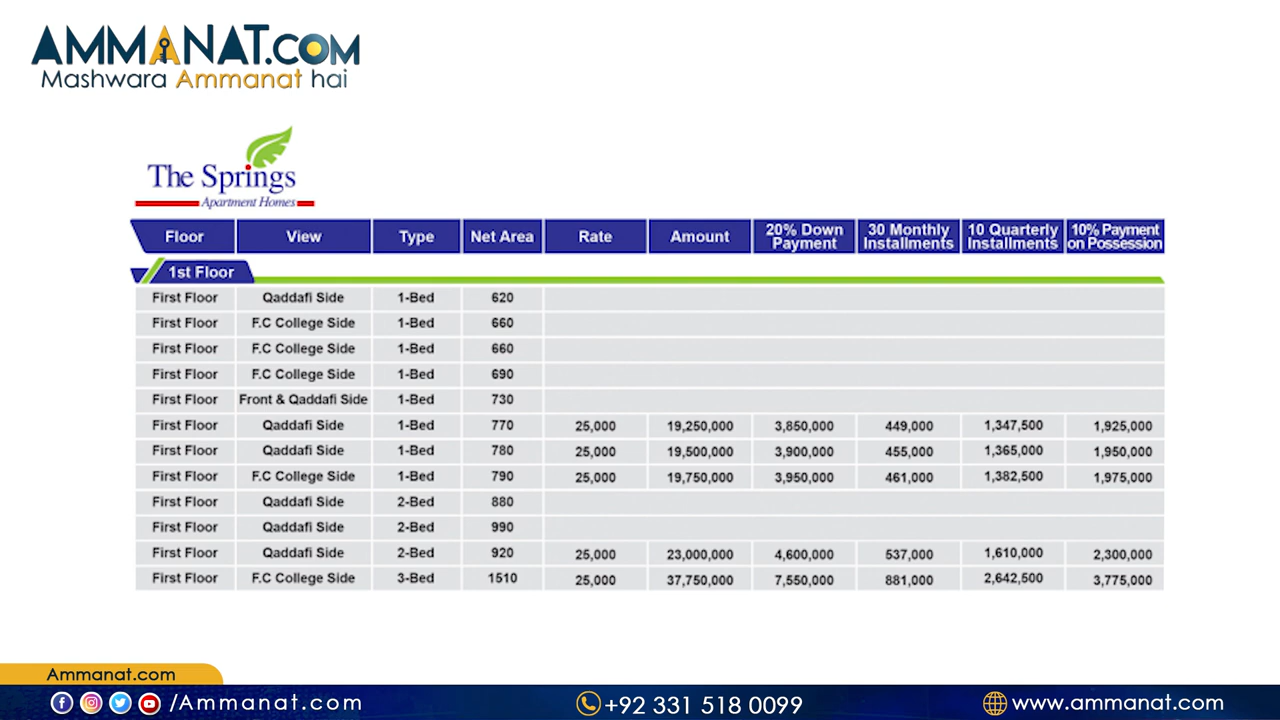 AMMANAT.COM
Mashwara Ammanat hai
The Springs
Apartment Homes
Floor View Type Net Area Rate Amount 20% Down Payment 30 Monthly Installments 10 Quarterly Installments 10% Payment on Possession
1st Floor
First Floor Qaddafi Side 1-Bed 620
First Floor F.C College Side 1-Bed 660
First Floor F.C College Side 1-Bed 660
First Floor F.C College Side 1-Bed 690
First Floor Front & Qaddafi Side 1-Bed 730
First Floor Qaddafi Side 1-Bed 770 25,000 19,250,000 3,850,000 449,000 1,347,500 1,925,000
First Floor Qaddafi Side 1-Bed 780 25,000 19,500,000 3,900,000 455,000 1,365,000 1,950,000
First Floor F.C College Side 1-Bed 790 25,000 19,750,000 3,950,000 461,000 1,382,500 1,975,000
First Floor Qaddafi Side 2-Bed 880
First Floor Qaddafi Side 2-Bed 990
First Floor Qaddafi Side 2-Bed 920 25,000 23,000,000 4,600,000 537,000 1,610,000 2,300,000
First Floor F.C College Side 3-Bed 1510 25,000 37,750,000 7,550,000 881,000 2,642,500 3,775,000
Ammanat.com
/Ammanat.com +92 331 518 0099 www.ammanat.com